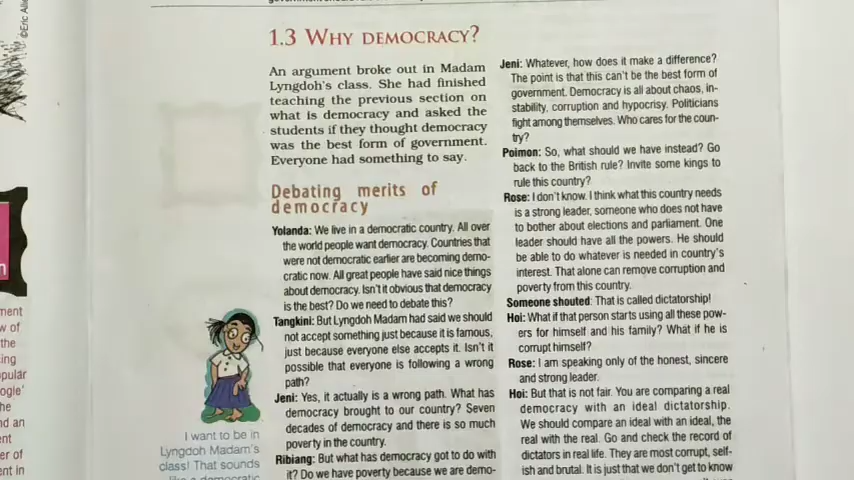 ©Eric Alle
1.3 WHY DEMOCRACY?
An argument broke out in Madam
Lyngdoh's class. She had finished
teaching the previous section on
what is democracy and asked the
students if they thought democracy
was the best form of government.
Everyone had something to say.
Debating merits of
democracy
Yolanda: We live in a democratic country. All over
the world people want democracy. Countries that
were not democratic earlier are becoming demo-
cratic now. All great people have said nice things
about democracy. Isn't it obvious that democracy
is the best? Do we need to debate this?
Tangkini: But Lyngdoh Madam had said we should
not accept something just because it is famous,
just because everyone else accepts it. Isn't it
possible that everyone is following a wrong
path?
Jeni: Yes, it actually is a wrong path. What has
democracy brought to our country? Seven
decades of democracy and there is so much
poverty in the country.
Ribiang: But what has democracy got to do with
it? Do we have poverty because we are demo-
Jeni: Whatever, how does it make a difference?
The point is that this can't be the best form of
government. Democracy is all about chaos, in-
stability, corruption and hypocrisy. Politicians
fight among themselves. Who cares for the coun-
try?
Poimon: So, what should we have instead? Go
back to the British rule? Invite some kings to
rule this country?
Rose: I don't know. I think what this country needs
is a strong leader, someone who does not have
to bother about elections and parliament. One
leader should have all the powers. He should
be able to do whatever is needed in country's
interest. That alone can remove corruption and
poverty from this country.
Someone shouted: That is called dictatorship!
Hoi: What if that person starts using all these pow-
ers for himself and his family? What if he is
corrupt himself?
Rose: I am speaking only of the honest, sincere
and strong leader.
Hoi: But that is not fair. You are comparing a real
democracy with an ideal dictatorship.
We should compare an ideal with an ideal, the
real with the real. Go and check the record of
dictators in real life. They are most corrupt, self-
ish and brutal. It is just that we don't get to know
I want to be in
Lyngdoh Madam's
class! That sounds
like a democratic
n
ment
w of
the
ing
pular
ogle'
he
nd an
ent
er of
ent in